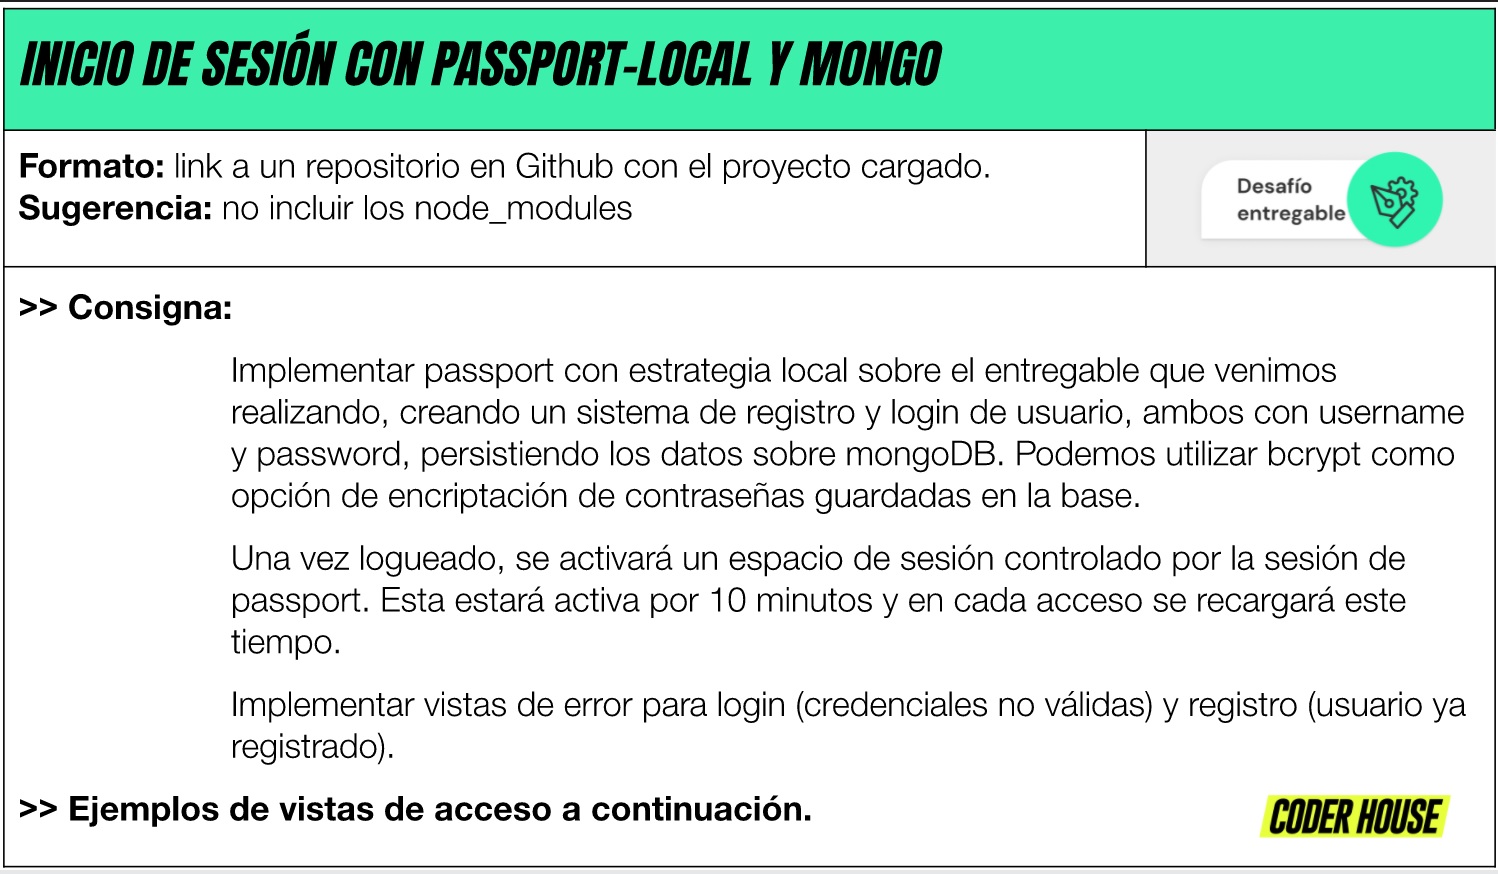 INICIO DE SESIÓN CON PASSPORT-LOCAL Y MONGO
Formato: link a un repositorio en Github con el proyecto cargado.
Sugerencia: no incluir los node_modules
Desafío
entregable
>> Consigna:
Implementar passport con estrategia local sobre el entregable que venimos
realizando, creando un sistema de registro y login de usuario, ambos con username
y password, persistiendo los datos sobre mongoDB. Podemos utilizar bcrypt como
opción de encriptación de contraseñas guardadas en la base.
Una vez logueado, se activará un espacio de sesión controlado por la sesión de
passport. Esta estará activa por 10 minutos y en cada acceso se recargará este
tiempo.
Implementar vistas de error para login (credenciales no válidas) y registro (usuario ya
registrado).
>> Ejemplos de vistas de acceso a continuación.
CODER HOUSE